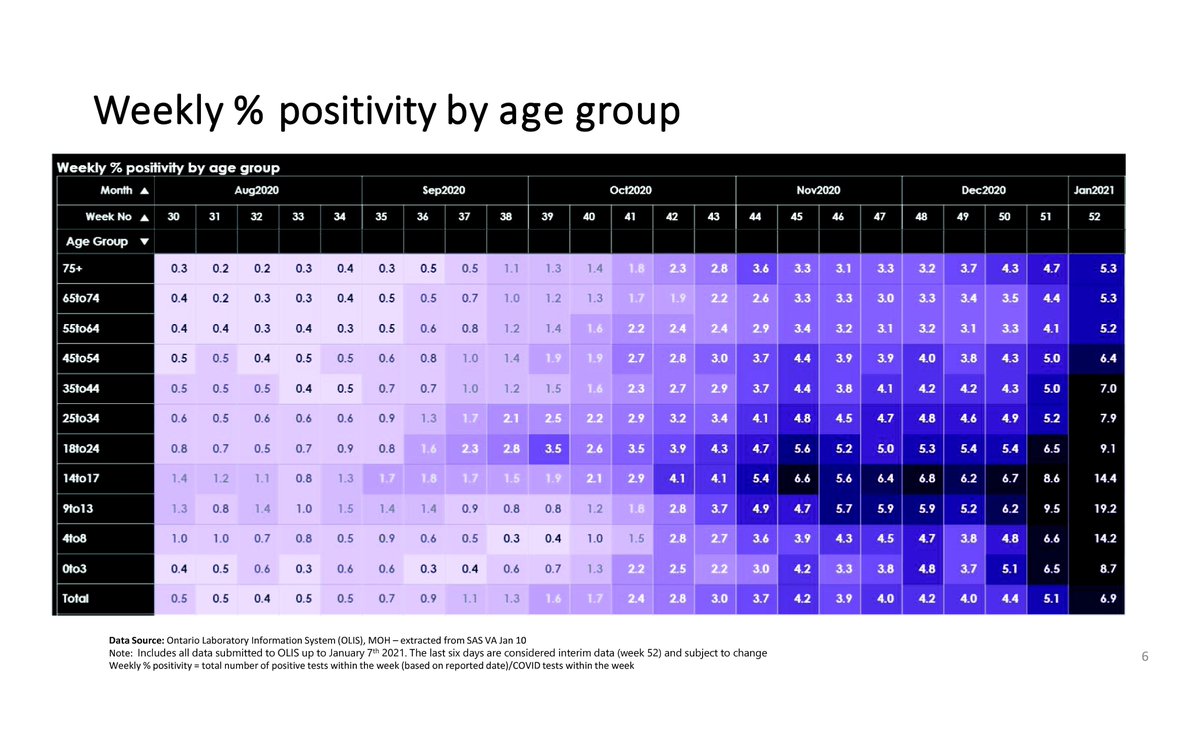 Weekly % positivity by age group
Weekly % positivity by age group
Month ▲ Aug2020 Sep2020 Oct2020 Nov2020 Dec2020 Jan2021
Week No ▲ 30 31 32 33 34 35 36 37 38 39 40 41 42 43 44 45 46 47 48 49 50 51 52
Age Group ▼
75+ 0.3 0.2 0.2 0.3 0.4 0.3 0.5 0.5 1.1 1.3 1.4 1.8 2.3 2.8 3.6 3.3 3.1 3.3 3.2 3.7 4.3 4.7 5.3
65to74 0.4 0.2 0.3 0.3 0.4 0.5 0.5 0.7 1.0 1.2 1.3 1.7 1.9 2.2 2.6 3.3 3.3 3.0 3.3 3.4 3.5 4.4 5.3
55to64 0.4 0.4 0.3 0.4 0.3 0.5 0.6 0.8 1.2 1.4 1.6 2.2 2.4 2.4 2.9 3.4 3.2 3.1 3.2 3.1 3.3 4.1 5.2
45to54 0.5 0.5 0.4 0.5 0.5 0.6 0.8 1.0 1.4 1.9 1.9 2.7 2.8 3.0 3.7 4.4 3.9 3.9 4.0 3.8 4.3 5.0 6.4
35to44 0.5 0.5 0.5 0.4 0.5 0.7 0.7 1.0 1.2 1.5 1.6 2.3 2.7 2.9 3.7 4.4 3.8 4.1 4.2 4.2 4.3 5.0 7.0
25to34 0.6 0.5 0.6 0.6 0.6 0.9 1.3 1.7 2.1 2.5 2.2 2.9 3.2 3.4 4.1 4.8 4.5 4.7 4.8 4.6 4.9 5.2 7.9
18to24 0.8 0.7 0.5 0.7 0.9 0.8 1.6 2.3 2.8 3.5 2.6 3.5 3.9 4.3 4.7 5.6 5.2 5.0 5.3 5.4 5.4 6.5 9.1
14to17 1.4 1.2 1.1 0.8 1.3 1.7 1.8 1.7 1.5 1.9 2.1 2.9 4.1 4.1 5.4 6.6 5.6 6.4 6.8 6.2 6.7 8.6 14.4
9to13 1.3 0.8 1.4 1.0 1.5 1.4 1.4 0.9 0.8 0.8 1.2 1.8 2.8 3.7 4.9 4.7 5.7 5.9 5.9 5.2 6.2 9.5 19.2
4to8 1.0 1.0 0.7 0.8 0.5 0.9 0.6 0.5 0.3 0.4 1.0 1.5 2.8 2.7 3.6 3.9 4.3 4.5 4.7 3.8 4.8 6.6 14.2
0to3 0.4 0.5 0.6 0.3 0.6 0.6 0.3 0.4 0.6 0.7 1.3 2.2 2.5 2.2 3.0 4.2 3.3 3.8 4.8 3.7 5.1 6.5 8.7
Total 0.5 0.5 0.4 0.5 0.5 0.7 0.9 1.1 1.3 1.6 1.7 2.4 2.8 3.0 3.7 4.2 3.9 4.0 4.2 4.0 4.4 5.1 6.9
Data Source: Ontario Laboratory Information System (OLIS), MOH – extracted from SAS VA Jan 10
Note: Includes all data submitted to OLIS up to January 7th 2021. The last six days are considered interim data (week 52) and subject to change
Weekly % positivity = total number of positive tests within the week (based on reported date)/COVID tests within the week
6